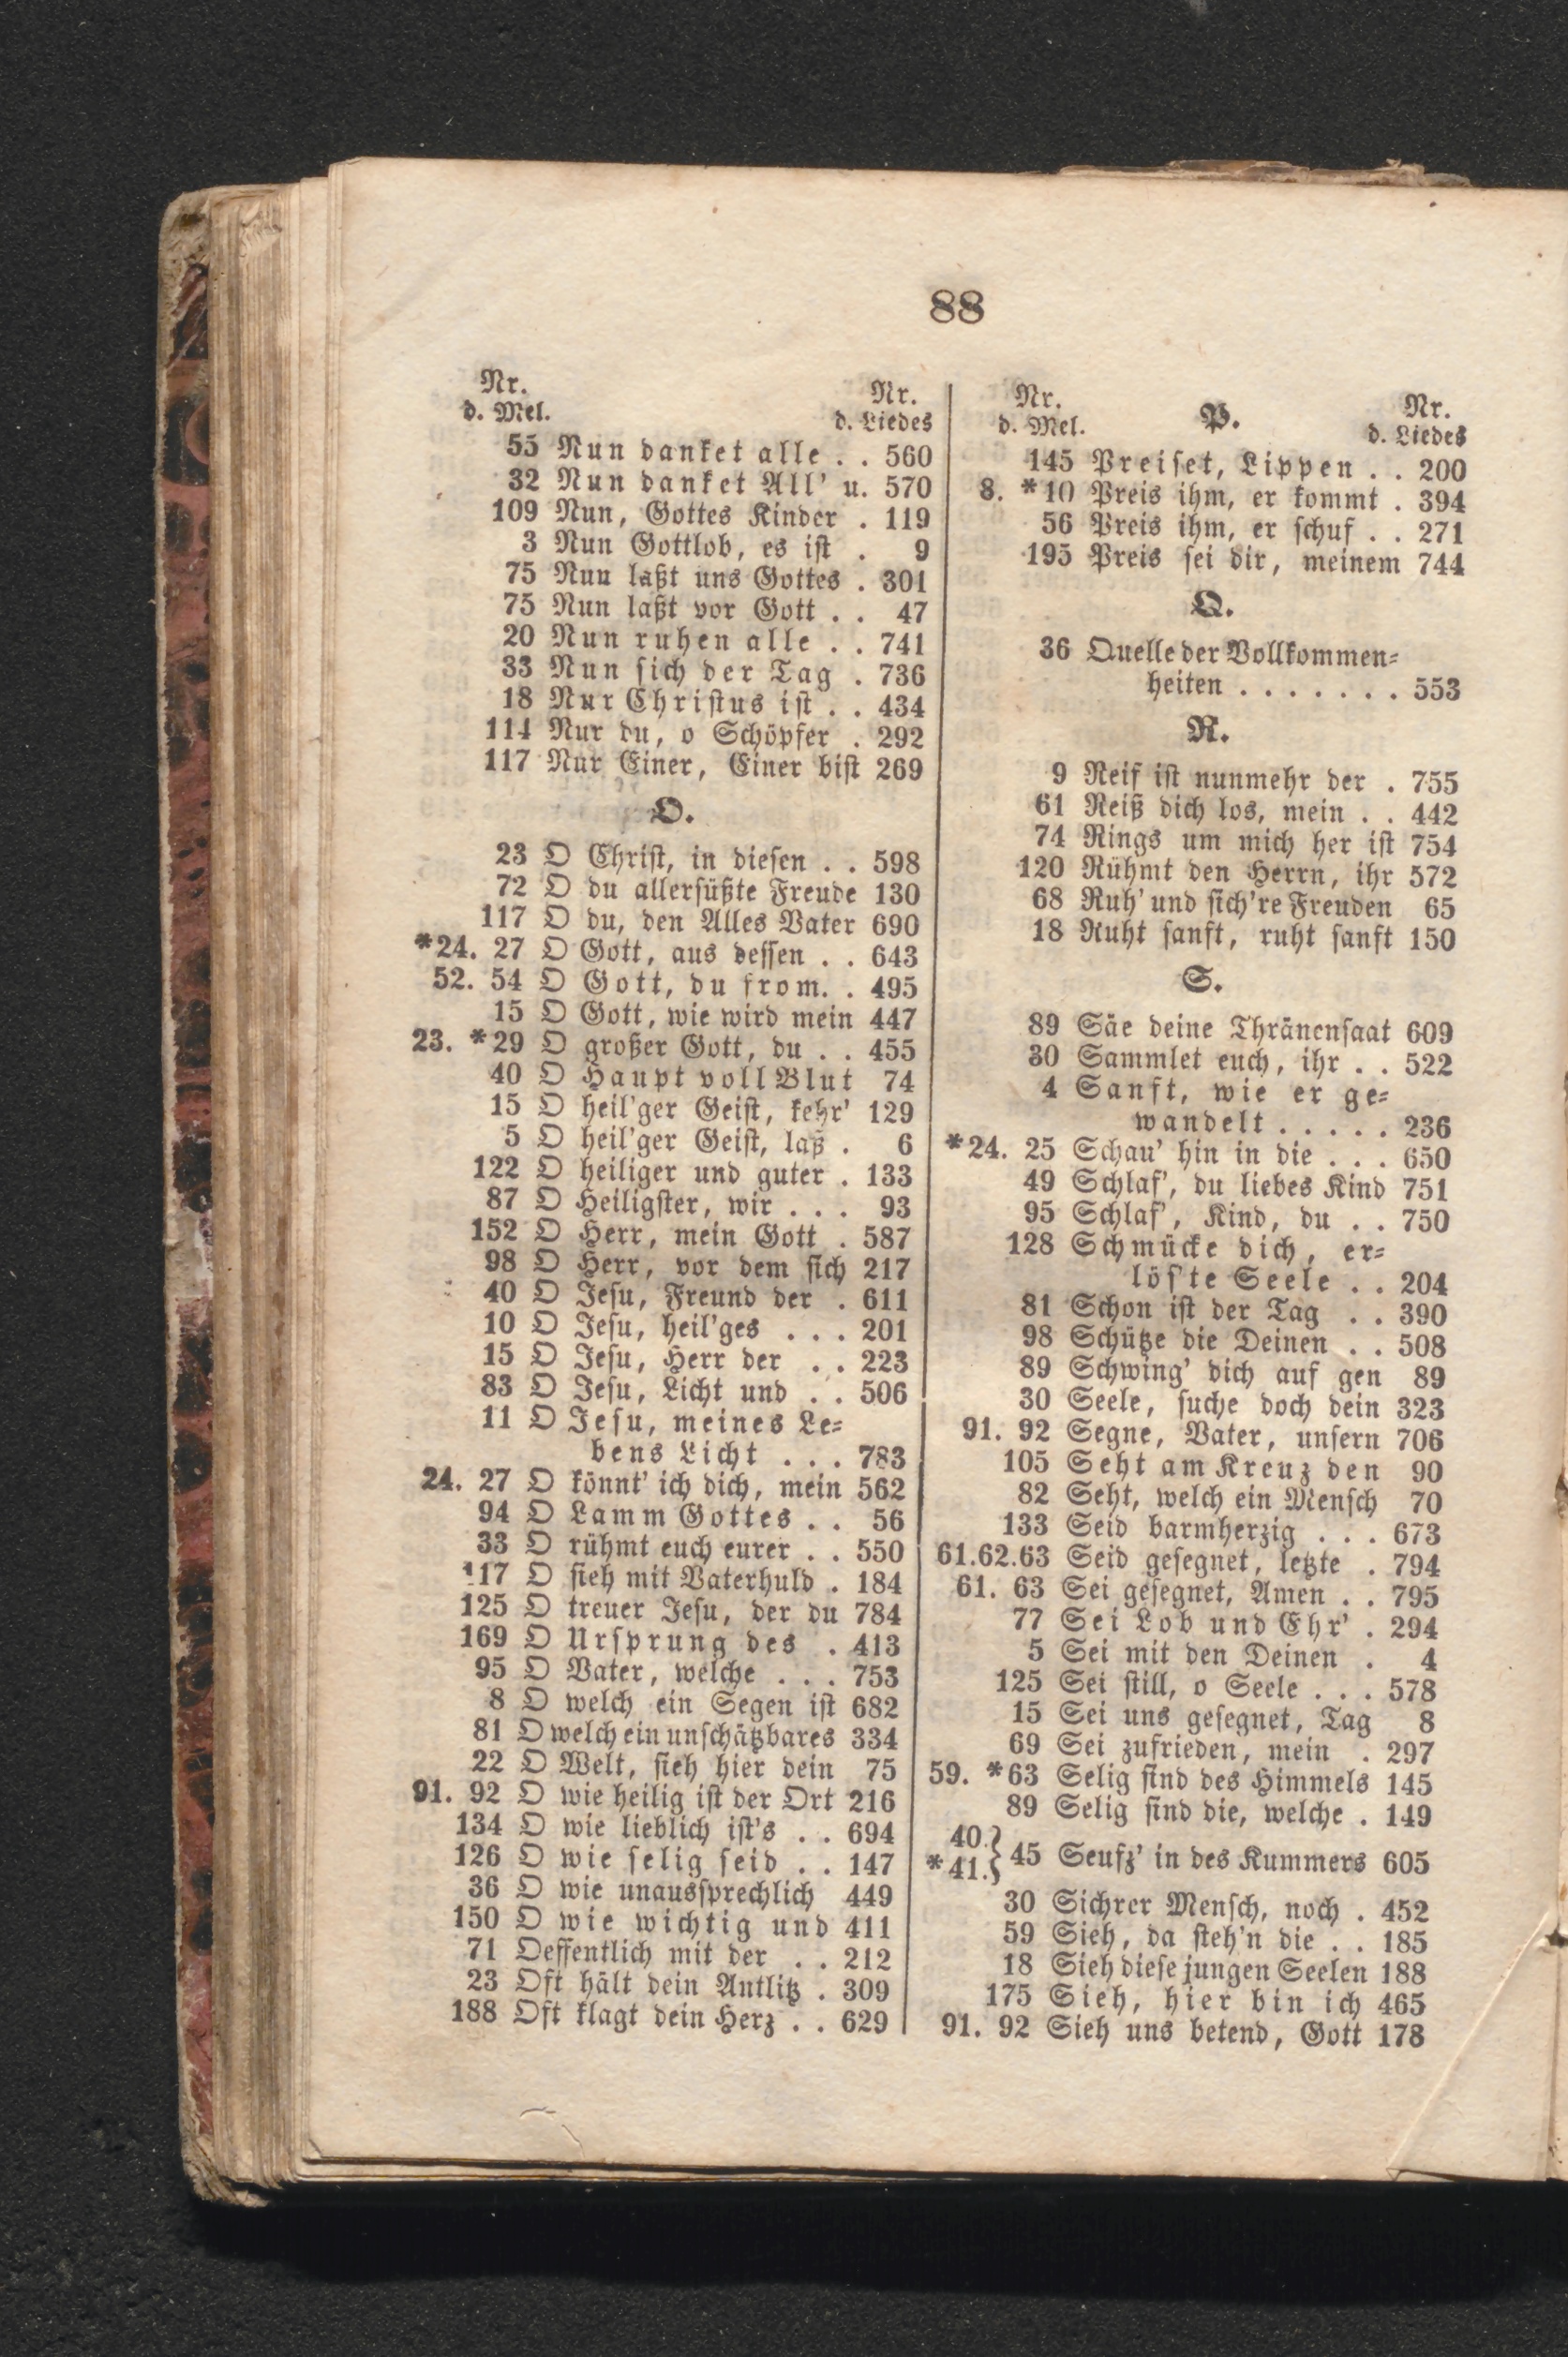 88
Nr. Nr.
d. Mel. d. Liedes
55 Nun danket alle . . 560
32 Nun danket All' u. 570
109 Nun, Gottes Kinder . 119
3 Nun Gottlob, es iſt . 9
75 Nun laßt uns Gottes . 301
75 Nun laßt vor Gott . . 47
20 Nun ruhen alle . . 741
33 Nun ſich der Tag . 736
18 Nur Chriſtus iſt . . 434
114 Nur du, o Schöpfer . 292
117 Nur Einer, Einer biſt 269
O.
23 O Chriſt, in dieſen . . 598
72 O du allerſüßte Freude 130
117 O du, den Alles Vater 690
*24. 27 O Gott, aus deſſen . . 643
52. 54 O Gott, du from. . 495
15 O Gott, wie wird mein 447
23. *29 O großer Gott, du . . 455
40 O Haupt voll Blut 74
15 O heil'ger Geiſt, kehr' 129
5 O heil'ger Geiſt, laß . 6
122 O heiliger und guter . 133
87 O Heiligſter, wir . . . 93
152 O Herr, mein Gott . 587
98 O Herr, vor dem ſich 217
40 O Jeſu, Freund der . 611
10 O Jeſu, heil'ges . . . 201
15 O Jeſu, Herr der . . 223
83 O Jeſu, Licht und . . 506
11 O Jeſu, meines Le=
bens Licht . . . 783
24. 27 O könnt' ich dich, mein 562
94 O Lamm Gottes . . 56
33 O rühmt euch eurer . . 550
117 O ſieh mit Vaterhuld . 184
125 O treuer Jeſu, der du 784
169 O Urſprung des . 413
95 O Vater, welche . . . 753
8 O welch ein Segen iſt 682
81 O welch ein unſchätzbares 334
22 O Welt, ſieh hier dein 75
91. 92 O wie heilig iſt der Ort 216
134 O wie lieblich iſt's . . 694
126 O wie ſelig ſeid . . 147
36 O wie unausſprechlich 449
150 O wie wichtig und 411
71 Oeffentlich mit der . . 212
23 Oft hält dein Antlitz . 309
188 Oft klagt dein Herz . . 629
Nr. P. Nr.
d. Mel. d. Liedes
145 Preiſet, Lippen . . 200
8. *10 Preis ihm, er kommt . 394
56 Preis ihm, er ſchuf . . 271
195 Preis ſei dir, meinem 744
Q.
36 Quelle der Vollkommen=
heiten . . . . . . . 553
R.
9 Reif iſt nunmehr der . 755
61 Reiß dich los, mein . . 442
74 Rings um mich her iſt 754
120 Rühmt den Herrn, ihr 572
68 Ruh' und ſich're Freuden 65
18 Ruht ſanft, ruht ſanft 150
S.
89 Säe deine Thränenſaat 609
30 Sammlet euch, ihr . . 522
4 Sanft, wie er ge=
wandelt . . . . . 236
*24. 25 Schau' hin in die . . . 650
49 Schlaf', du liebes Kind 751
95 Schlaf', Kind, du . . 750
128 Schmücke dich, er=
löſ'te Seele . . 204
81 Schon iſt der Tag . . 390
98 Schütze die Deinen . . 508
89 Schwing' dich auf gen 89
30 Seele, ſuche doch dein 323
91. 92 Segne, Vater, unſern 706
105 Seht am Kreuz den 90
82 Seht, welch ein Menſch 70
133 Seid barmherzig . . . 673
61.62.63 Seid geſegnet, letzte . 794
61. 63 Sei geſegnet, Amen . . 795
77 Sei Lob und Ehr' . 294
5 Sei mit den Deinen . 4
125 Sei ſtill, o Seele . . . 578
15 Sei uns geſegnet, Tag 8
69 Sei zufrieden, mein . 297
59. *63 Selig ſind des Himmels 145
89 Selig ſind die, welche . 149
40.
*41.} 45 Seufz' in des Kummers 605
30 Sichrer Menſch, noch . 452
59 Sieh, da ſteh'n die . . 185
18 Sieh dieſe jungen Seelen 188
175 Sieh, hier bin ich 465
91. 92 Sieh uns betend, Gott 178